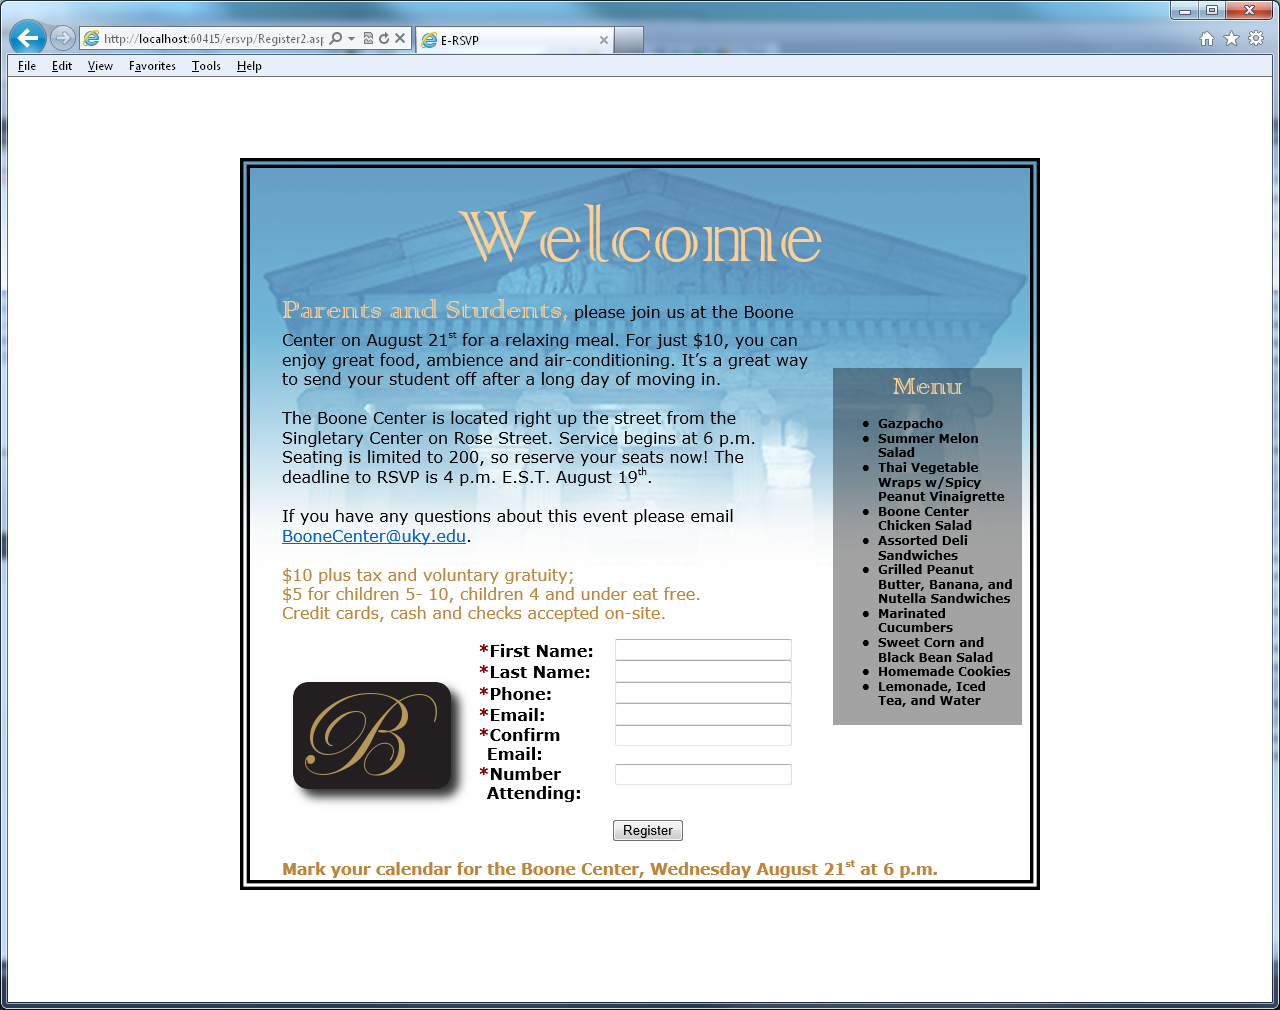 http://localhost:60415/ersvp/Register2.asp
E-RSVP
File Edit View Favorites Tools Help
Welcome
Parents and Students, please join us at the Boone
Center on August 21st for a relaxing meal. For just $10, you can
enjoy great food, ambience and air-conditioning. It’s a great way
to send your student off after a long day of moving in.
The Boone Center is located right up the street from the
Singletary Center on Rose Street. Service begins at 6 p.m.
Seating is limited to 200, so reserve your seats now! The
deadline to RSVP is 4 p.m. E.S.T. August 19th.
If you have any questions about this event please email
BooneCenter@uky.edu.
$10 plus tax and voluntary gratuity;
$5 for children 5- 10, children 4 and under eat free.
Credit cards, cash and checks accepted on-site.
Menu
• Gazpacho
• Summer Melon
Salad
• Thai Vegetable
Wraps w/Spicy
Peanut Vinaigrette
• Boone Center
Chicken Salad
• Assorted Deli
Sandwiches
• Grilled Peanut
Butter, Banana, and
Nutella Sandwiches
• Marinated
Cucumbers
• Sweet Corn and
Black Bean Salad
• Homemade Cookies
• Lemonade, Iced
Tea, and Water
B
*First Name:
*Last Name:
*Phone:
*Email:
*Confirm
Email:
*Number
Attending:
Register
Mark your calendar for the Boone Center, Wednesday August 21st at 6 p.m.